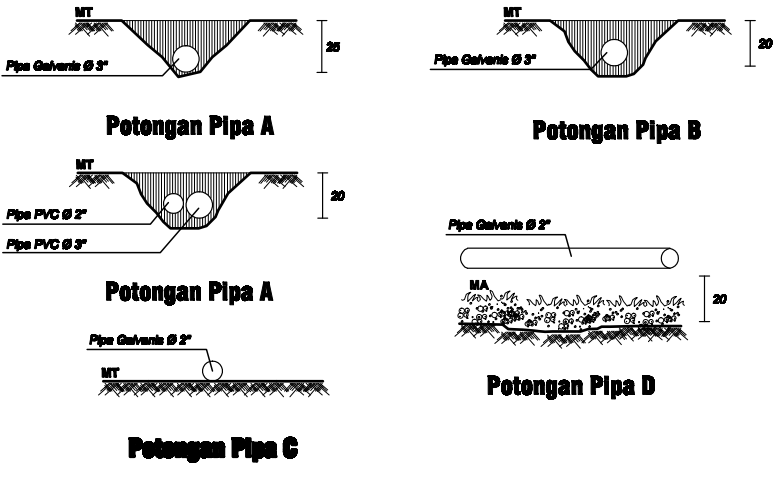 MT
25
Pipa Galvanis Ø 3"
Potongan Pipa A
MT
20
Pipa Galvanis Ø 3"
Potongan Pipa B
MT
20
Pipa PVC Ø 2"
Pipa PVC Ø 3"
Potongan Pipa A
Pipa Galvanis Ø 2"
MA
20
Potongan Pipa D
Pipa Galvanis Ø 2"
MT
Potongan Pipa C